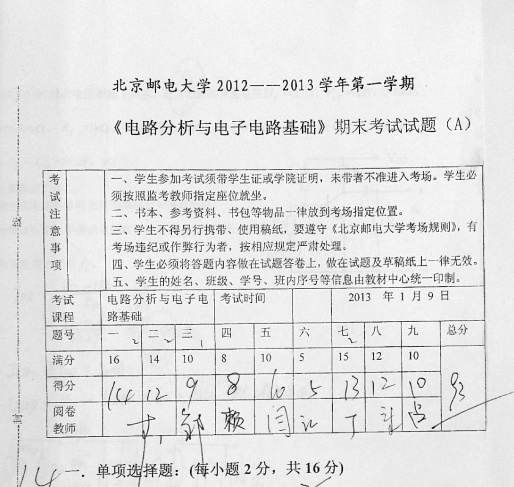 北京邮电大学 2012——2013 学年第一学期
《电路分析与电子电路基础》期末考试试题（A）
考试注意事项
一、学生参加考试须带学生证或学院证明，未带者不准进入考场。学生必
须按照监考教师指定座位就坐。
二、书本、参考资料、书包等物品一律放到考场指定位置。
三、学生不得另行携带、使用稿纸，要遵守《北京邮电大学考场规则》，有
考场违纪或作弊行为者，按相应规定严肃处理。
四、学生必须将答题内容做在试题答卷上，做在试题及草稿纸上一律无效。
五、学生的姓名、班级、学号、班内序号等信息由教材中心统一印制。
考试课程 电路分析与电子电路基础 考试时间 2013 年 1 月 9 日
题号 一 2 二 2 三 1 四 五 六 七 2 八 九 总分
满分 16 14 10 8 10 5 15 12 10
得分 14 12 9 8 10 5 13 12 10 93
阅卷教师 郭 赖 闫 江 丁
14 一．单项选择题：(每小题 2 分，共 16 分)